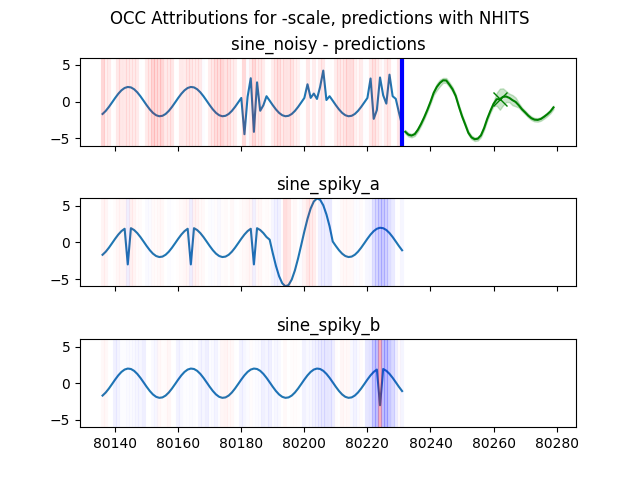 OCC Attributions for -scale, predictions with NHITS
sine_noisy - predictions
5
0
−5
sine_spiky_a
5
0
−5
sine_spiky_b
5
0
−5
80140 80160 80180 80200 80220 80240 80260 80280